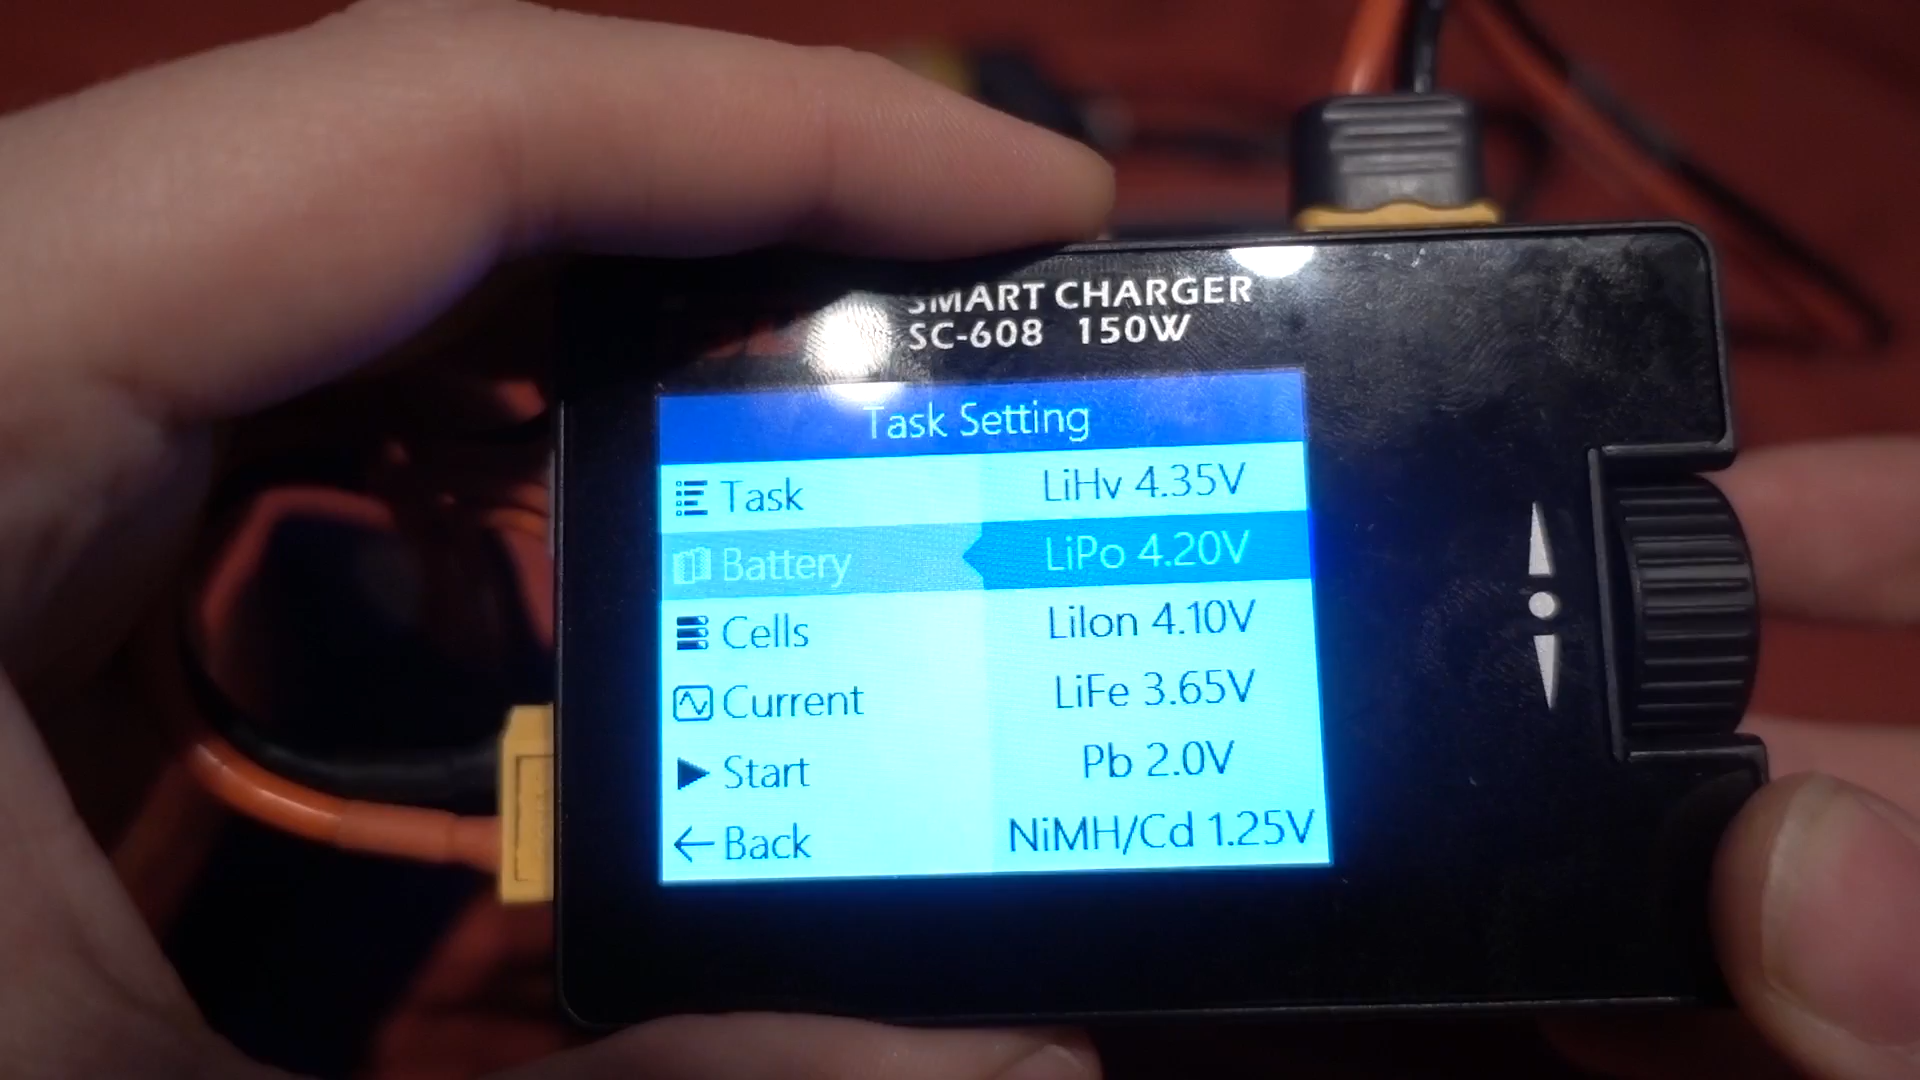 SMART CHARGER
SC-608 150W
Task Setting
Task LiHv 4.35V
Battery LiPo 4.20V
Cells LiIon 4.10V
Current LiFe 3.65V
Start Pb 2.0V
Back NiMH/Cd 1.25V